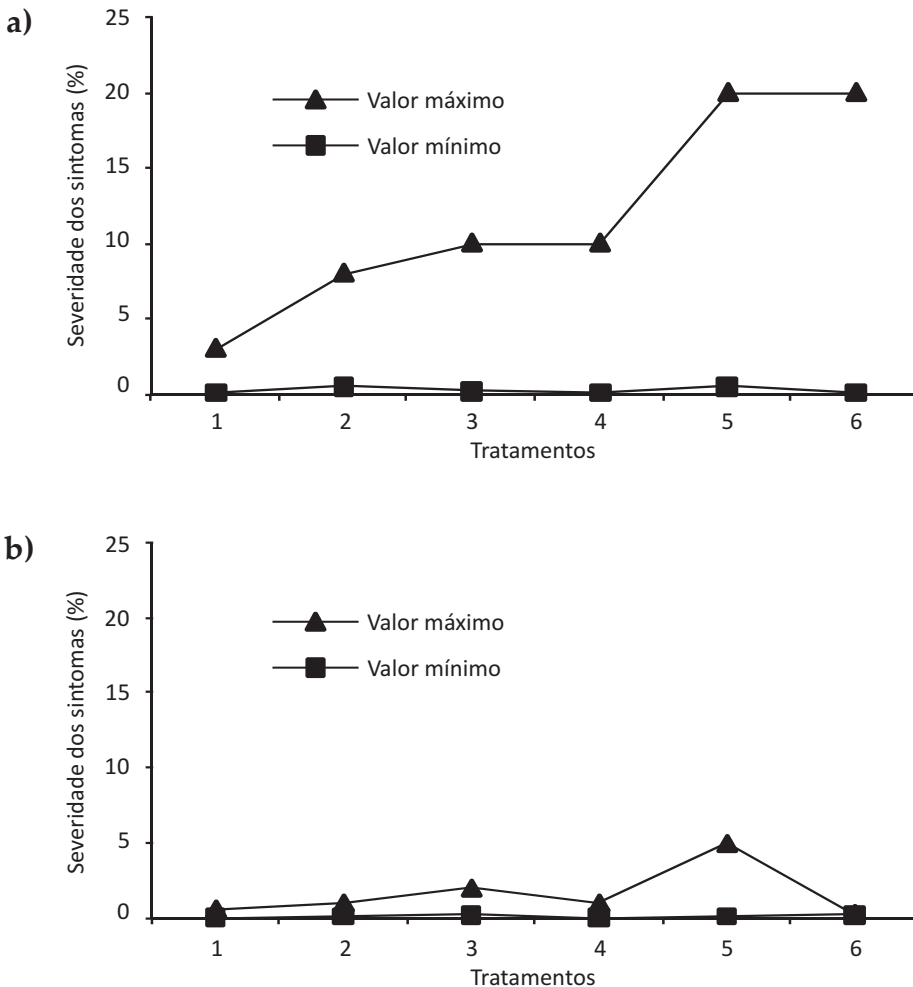 a)
Severidade dos sintomas (%)
25
20
15
10
5
0
Valor máximo
Valor mínimo
1 2 3 4 5 6
Tratamentos
b)
Severidade dos sintomas (%)
25
20
15
10
5
0
Valor máximo
Valor mínimo
1 2 3 4 5 6
Tratamentos